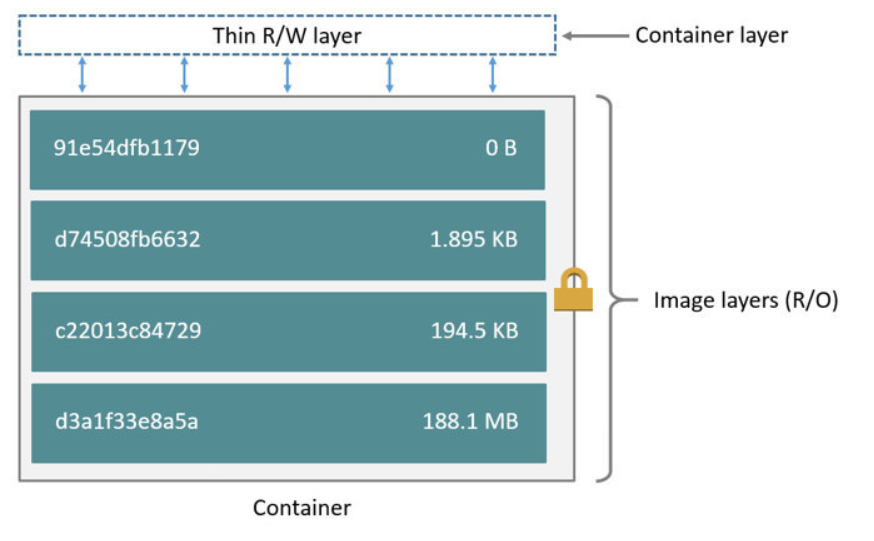 Thin R/W layer
Container layer
91e54dfb1179 0 B
d74508fb6632 1.895 KB
c22013c84729 194.5 KB
Image layers (R/O)
d3a1f33e8a5a 188.1 MB
Container